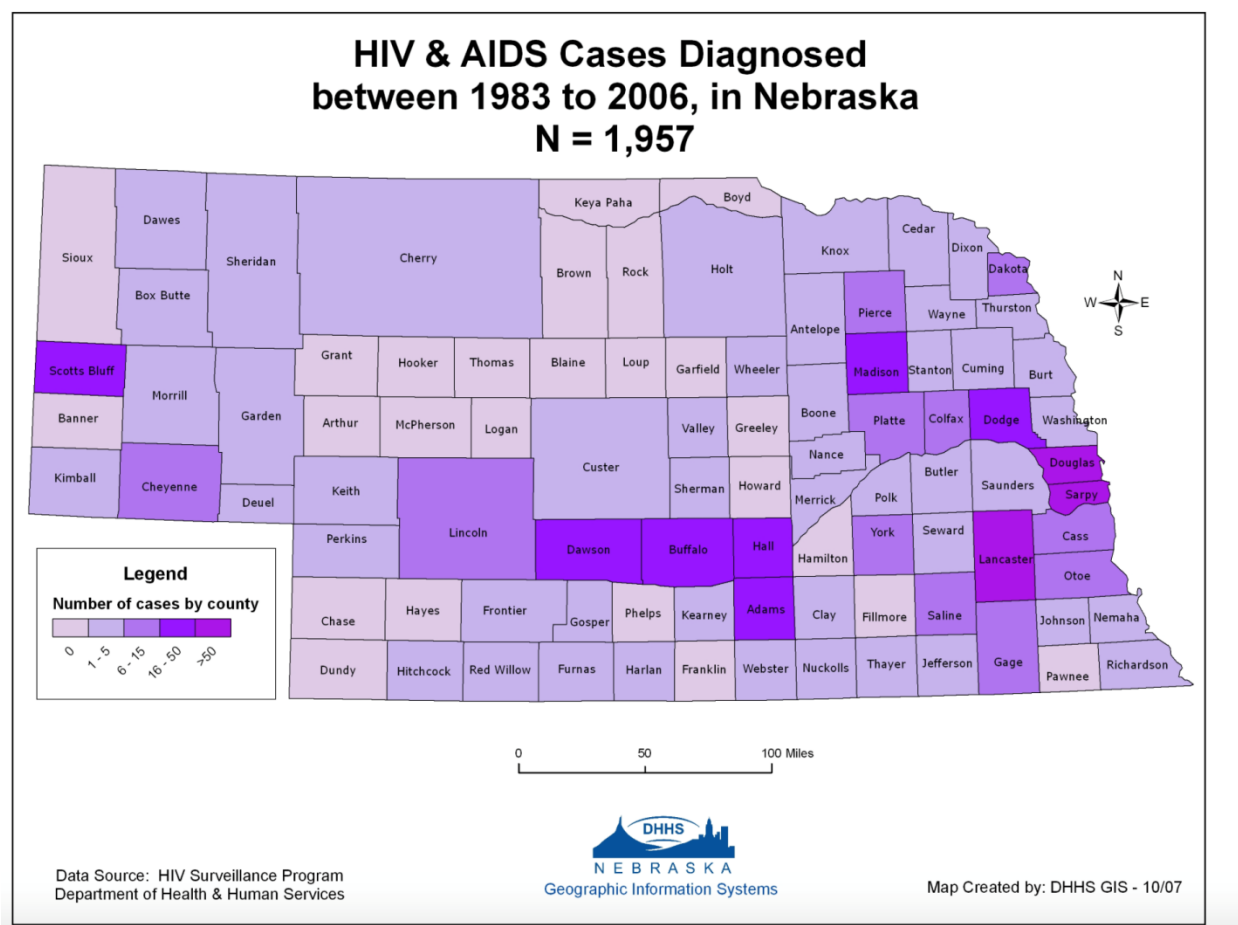 HIV & AIDS Cases Diagnosed
between 1983 to 2006, in Nebraska
N = 1,957
Sioux
Dawes
Box Butte
Sheridan
Cherry
Keya Paha
Boyd
Brown
Rock
Holt
Knox
Cedar
Dixon
Dakota
Antelope
Pierce
Wayne
Thurston
N
W
E
S
Scotts Bluff
Banner
Kimball
Morrill
Cheyenne
Garden
Deuel
Grant
Hooker
Thomas
Blaine
Loup
Garfield
Wheeler
Madison
Stanton
Cuming
Burt
Arthur
McPherson
Logan
Custer
Valley
Greeley
Boone
Nance
Platte
Colfax
Dodge
Washington
Keith
Perkins
Lincoln
Sherman
Howard
Merrick
Polk
Butler
Saunders
Douglas
Sarpy
Dawson
Buffalo
Hall
Hamilton
York
Seward
Lancaster
Cass
Otoe
Chase
Hayes
Frontier
Gosper
Phelps
Kearney
Adams
Clay
Fillmore
Saline
Gage
Johnson
Nemaha
Dundy
Hitchcock
Red Willow
Furnas
Harlan
Franklin
Webster
Nuckolls
Thayer
Jefferson
Pawnee
Richardson
Legend
Number of cases by county
0
1 - 5
6 - 15
16 - 50
>50
0 50 100 Miles
DHHS
NEBRASKA
Geographic Information Systems
Data Source: HIV Surveillance Program
Department of Health & Human Services
Map Created by: DHHS GIS - 10/07